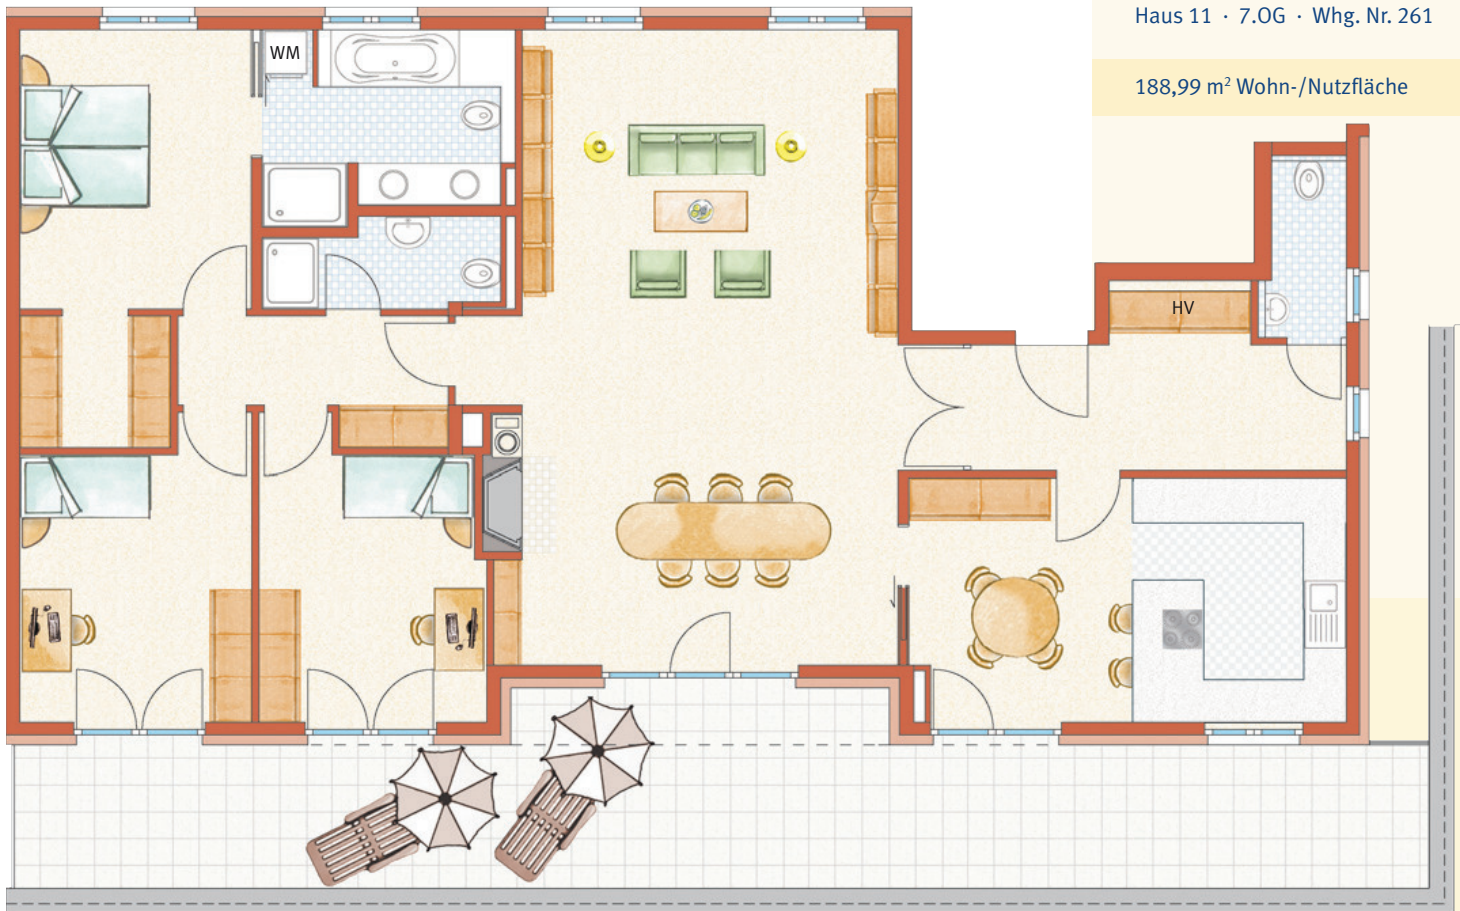 Haus 11 · 7.OG · Whg. Nr. 261
188,99 m² Wohn-/Nutzfläche
WM
HV